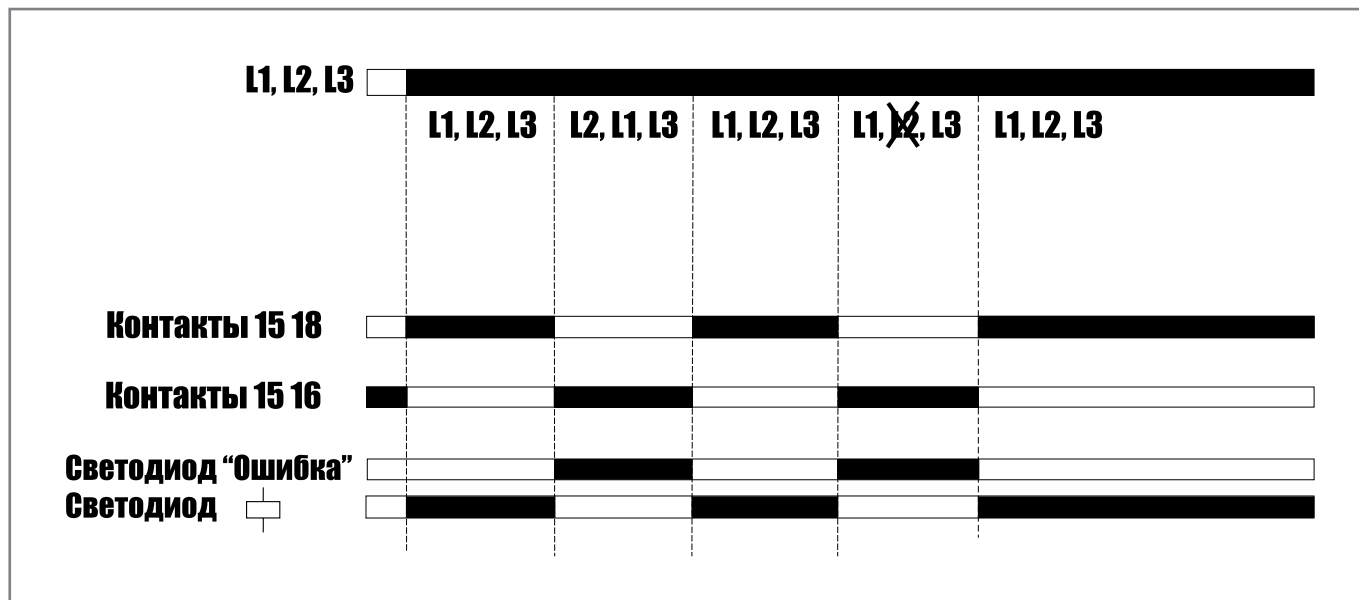 L1, L2, L3
L1, L2, L3 L2, L1, L3 L1, L2, L3 L1, L2, L3 L1, L2, L3
Контакты 15 18
Контакты 15 16
Светодиод “Ошибка”
Светодиод